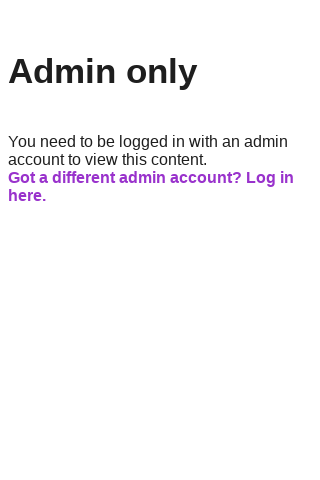 Admin only
You need to be logged in with an admin
account to view this content.
Got a different admin account? Log in
here.